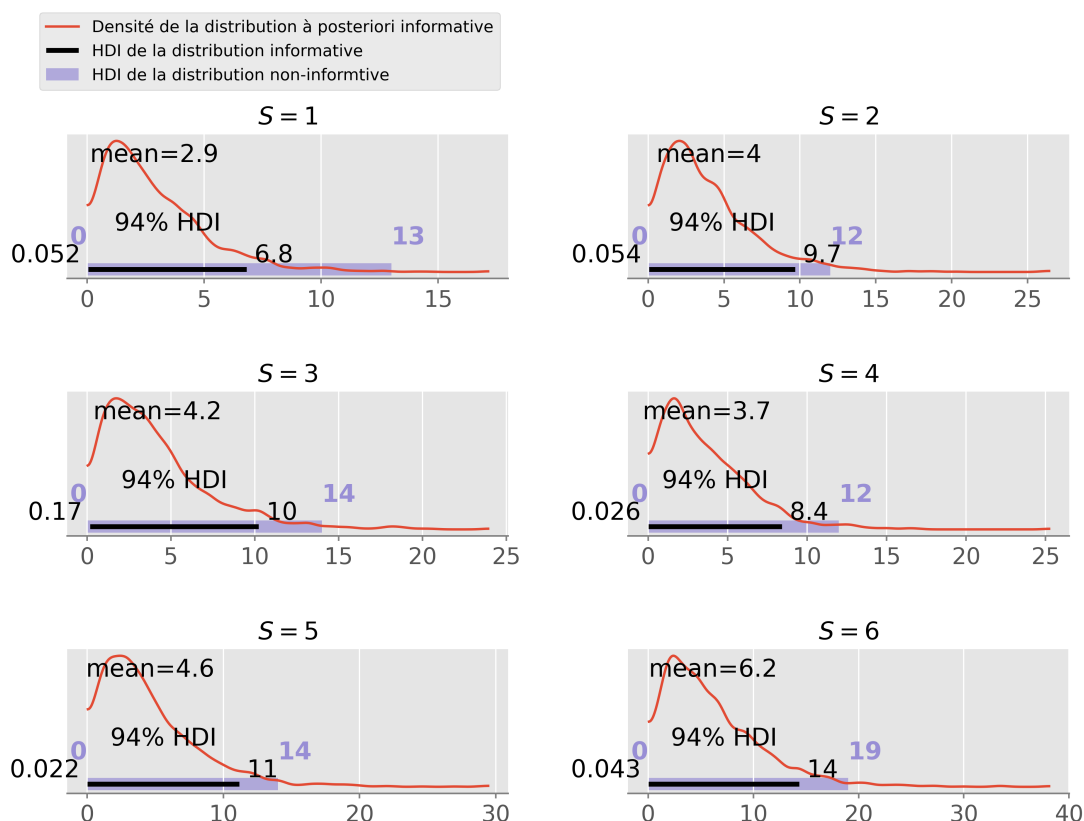 Densité de la distribution à posteriori informative
HDI de la distribution informative
HDI de la distribution non-informtive
S = 1
mean=2.9
94% HDI
0
13
0.052
6.8
0 5 10 15
S = 2
mean=4
94% HDI
0
12
0.054
9.7
0 5 10 15 20 25
S = 3
mean=4.2
94% HDI
0
14
0.17
10
0 5 10 15 20 25
S = 4
mean=3.7
94% HDI
0
12
0.026
8.4
0 5 10 15 20 25
S = 5
mean=4.6
94% HDI
0
14
0.022
11
0 10 20 30
S = 6
mean=6.2
94% HDI
0
19
0.043
14
0 10 20 30 40